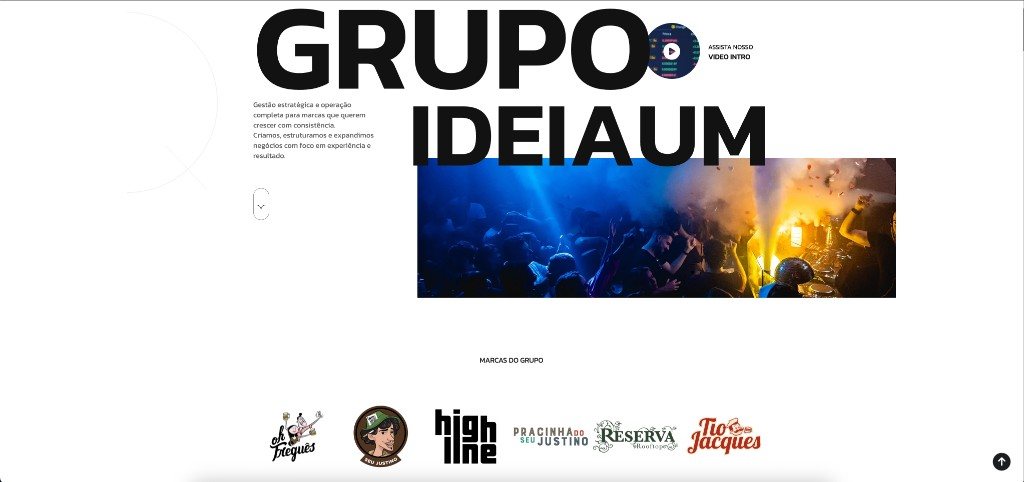 GRUPO
ASSISTA NOSSO
VIDEO INTRO
IDEIAUM
Gestão estratégica e operação
completa para marcas que querem
crescer com consistência.
Criamos, estruturamos e expandimos
negócios com foco em experiência e
resultado.
MARCAS DO GRUPO
oh freguês
SEU JUSTINO
high line
PRACINHA DO
SEU JUSTINO
RESERVA
Rooftop
Tio
Jacques